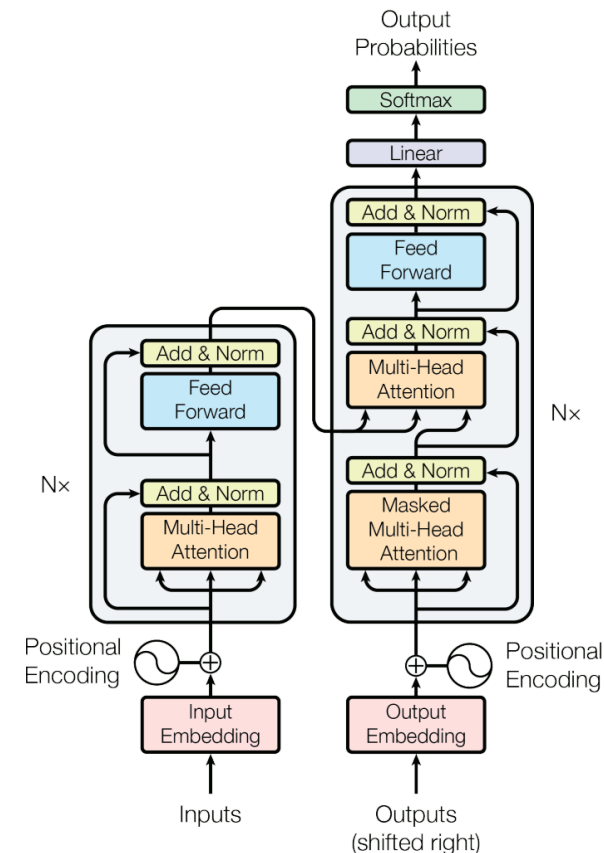 Output
Probabilities
Softmax
Linear
Add & Norm
Feed
Forward
Add & Norm
Multi-Head
Attention
Add & Norm
Masked
Multi-Head
Attention
Nx
Add & Norm
Feed
Forward
Add & Norm
Multi-Head
Attention
Nx
Positional
Encoding
Positional
Encoding
Input
Embedding
Output
Embedding
Inputs
Outputs
(shifted right)